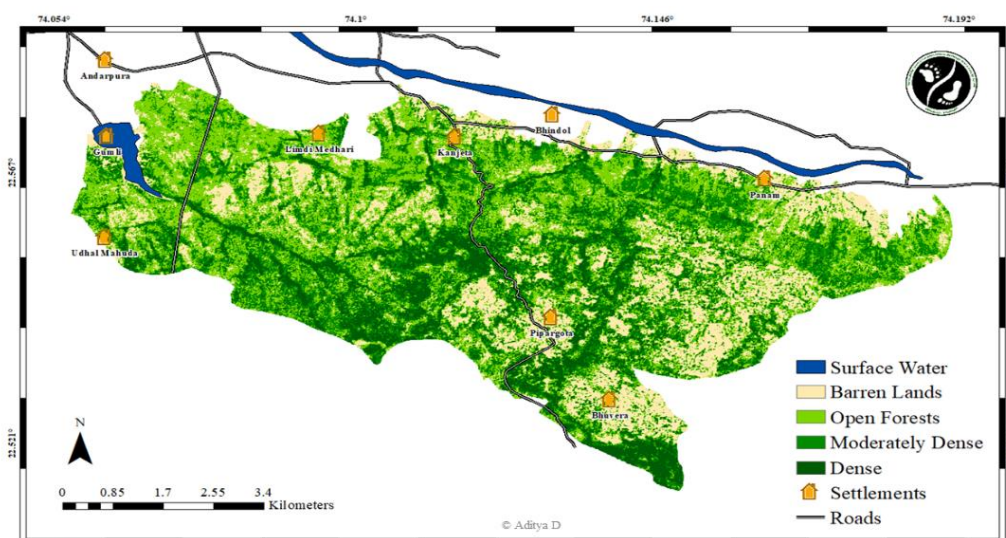 74.054°
74.1°
74.146°
74.192°
Andarpura
Gumli
Limdi Medhari
Kanjeta
Bhindol
22.567°
Panam
Udhal Mahuda
Pipargota
Bhuvera
22.521°
Surface Water
Barren Lands
Open Forests
Moderately Dense
Dense
Settlements
Roads
N
0 0.85 1.7 2.55 3.4
Kilometers
© Aditya D